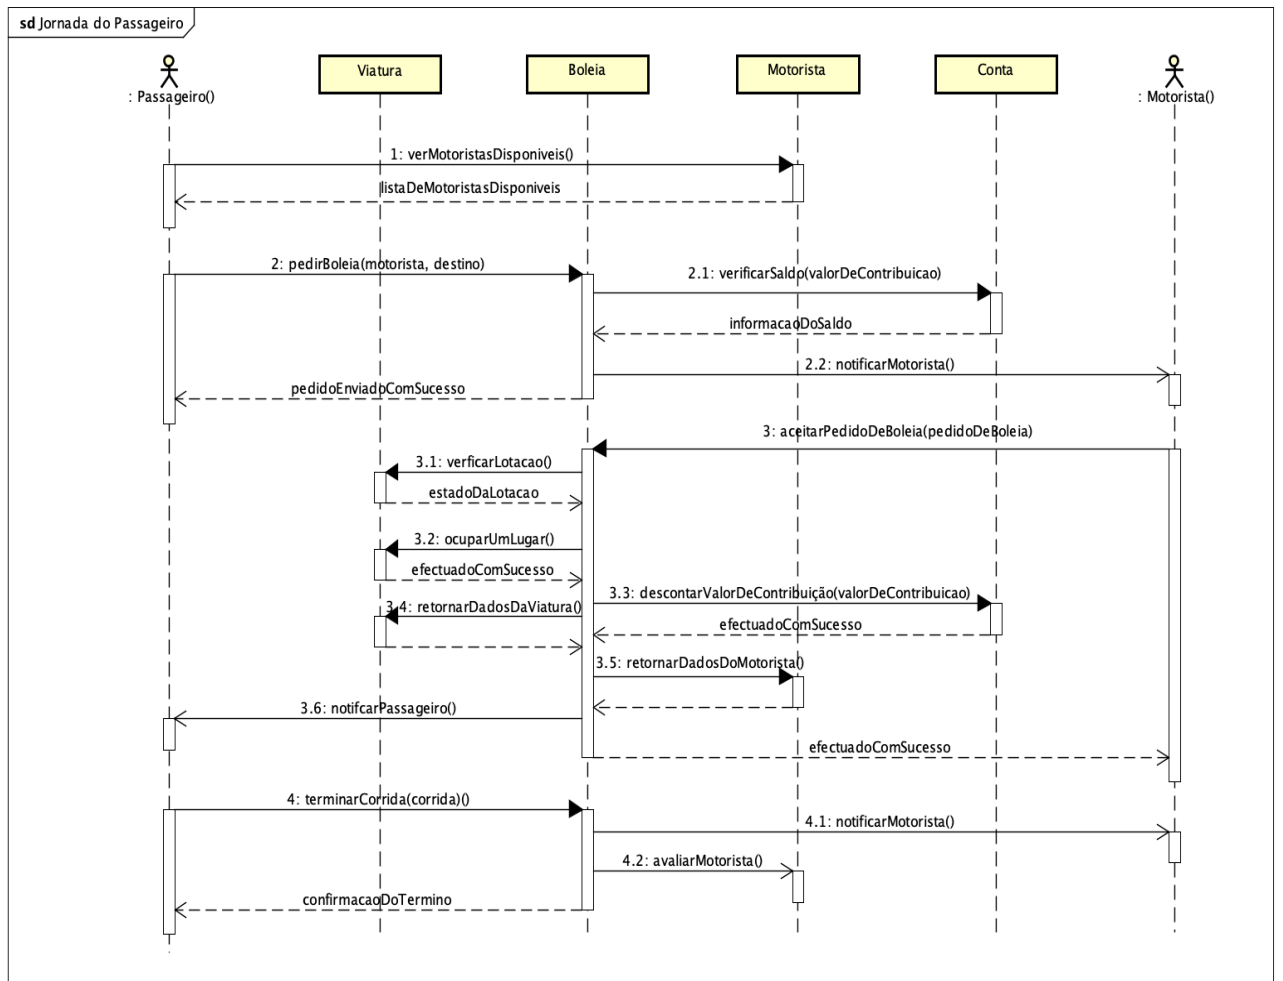 sd Jornada do Passageiro
: Passageiro()
Viatura
Boleia
Motorista
Conta
: Motorista()
1: verMotoristasDisponiveis()
listaDeMotoristasDisponiveis
2: pedirBoleia(motorista, destino)
2.1: verificarSaldo(valorDeContribuicao)
informacaoDoSaldo
2.2: notificarMotorista()
pedidoEnviadoComSucesso
3: aceitarPedidoDeBoleia(pedidoDeBoleia)
3.1: verficarLotacao()
estadoDaLotacao
3.2: ocuparUmLugar()
efectuadoComSucesso
3.3: descontarValorDeContribuição(valorDeContribuicao)
3.4: retornarDadosDaViatura()
efectuadoComSucesso
3.5: retornarDadosDoMotorista()
3.6: notifcarPassageiro()
efectuadoComSucesso
4: terminarCorrida(corrida)()
4.1: notificarMotorista()
4.2: avaliarMotorista()
confirmacaoDoTermino